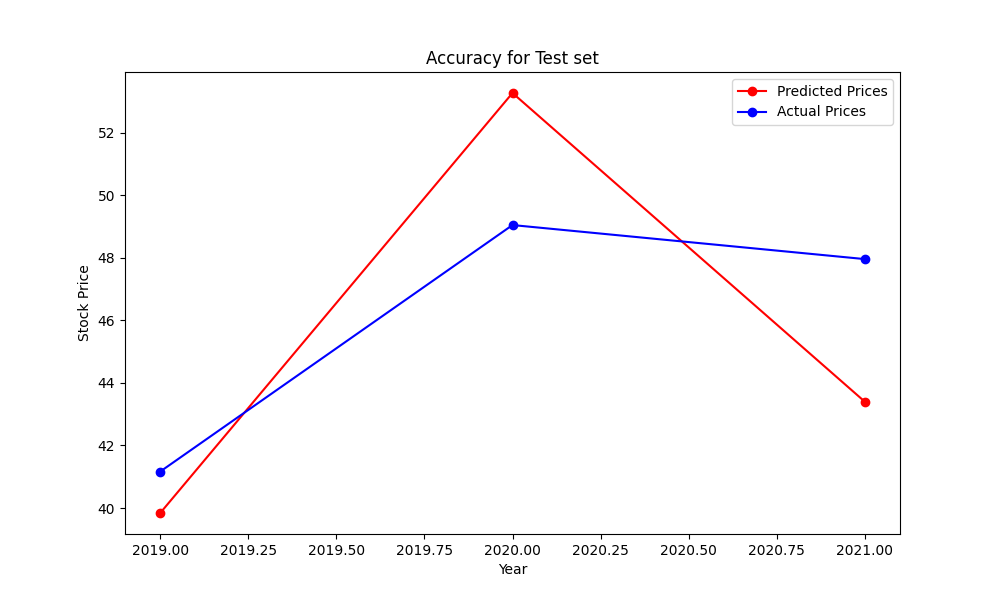 Accuracy for Test set
Predicted Prices
Actual Prices
52
50
48
46
44
42
40
Stock Price
2019.00 2019.25 2019.50 2019.75 2020.00 2020.25 2020.50 2020.75 2021.00
Year